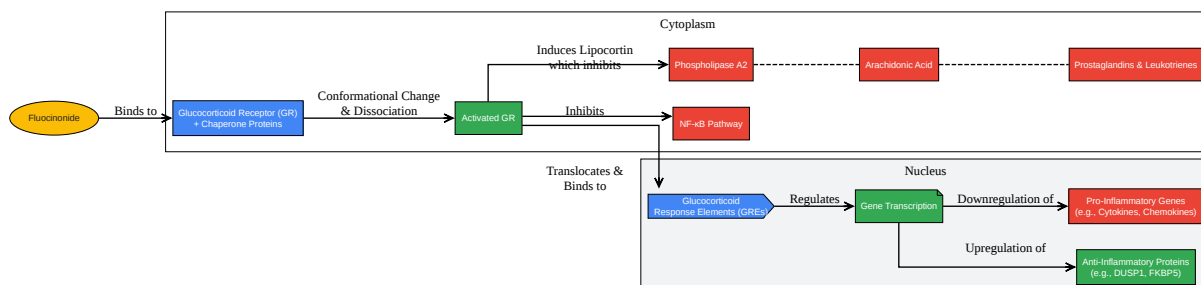 Cytoplasm
Fluocinonide
Binds to
Glucocorticoid Receptor (GR)
+ Chaperone Proteins
Conformational Change
& Dissociation
Activated GR
Induces Lipocortin
which inhibits
Phospholipase A2
Arachidonic Acid
Prostaglandins & Leukotrienes
Inhibits
NF-κB Pathway
Translocates &
Binds to
Nucleus
Glucocorticoid
Response Elements (GREs)
Regulates
Gene Transcription
Downregulation of
Pro-Inflammatory Genes
(e.g., Cytokines, Chemokines)
Upregulation of
Anti-Inflammatory Proteins
(e.g., DUSP1, FKBP5)